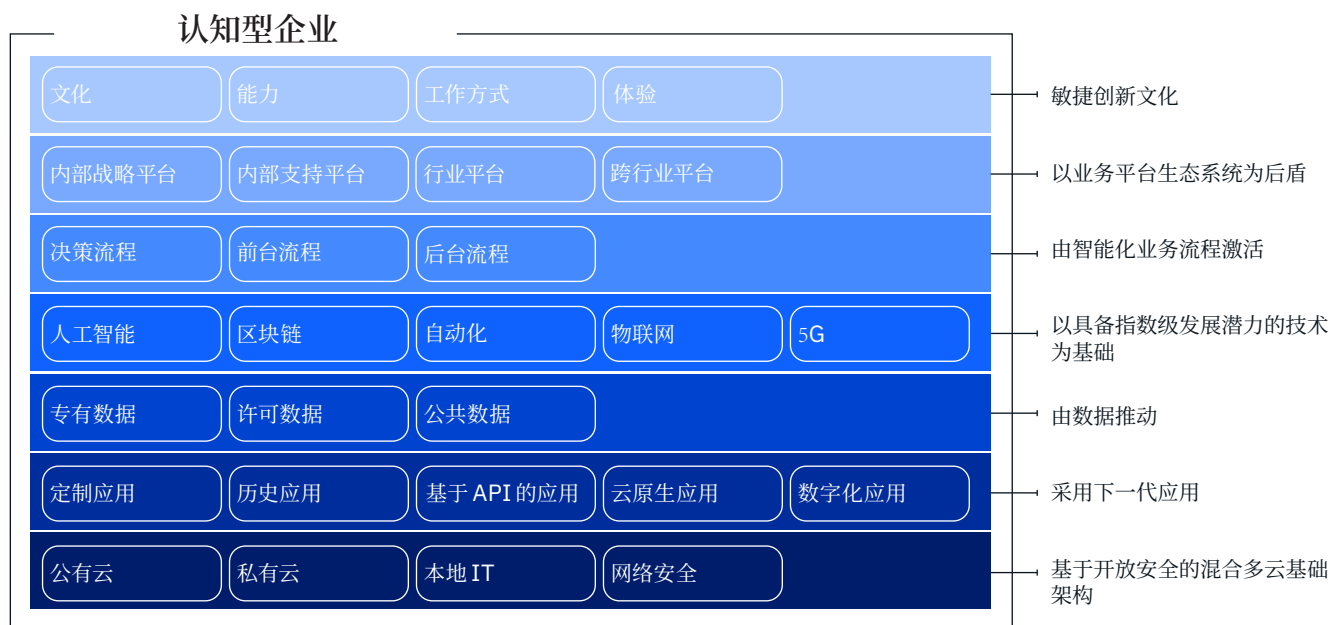 认知型企业
文化
能力
工作方式
体验
敏捷创新文化
内部战略平台
内部支持平台
行业平台
跨行业平台
以业务平台生态系统为后盾
决策流程
前台流程
后台流程
由智能化业务流程激活
人工智能
区块链
自动化
物联网
5G
以具备指数级发展潜力的技术
为基础
专有数据
许可数据
公共数据
由数据推动
定制应用
历史应用
基于 API 的应用
云原生应用
数字化应用
采用下一代应用
公有云
私有云
本地 IT
网络安全
基于开放安全的混合多云基础
架构